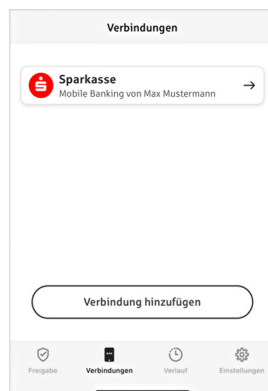 Verbindungen
Sparkasse
Mobile Banking von Max Mustermann
Verbindung hinzufügen
Freigabe Verbindungen Verlauf Einstellungen